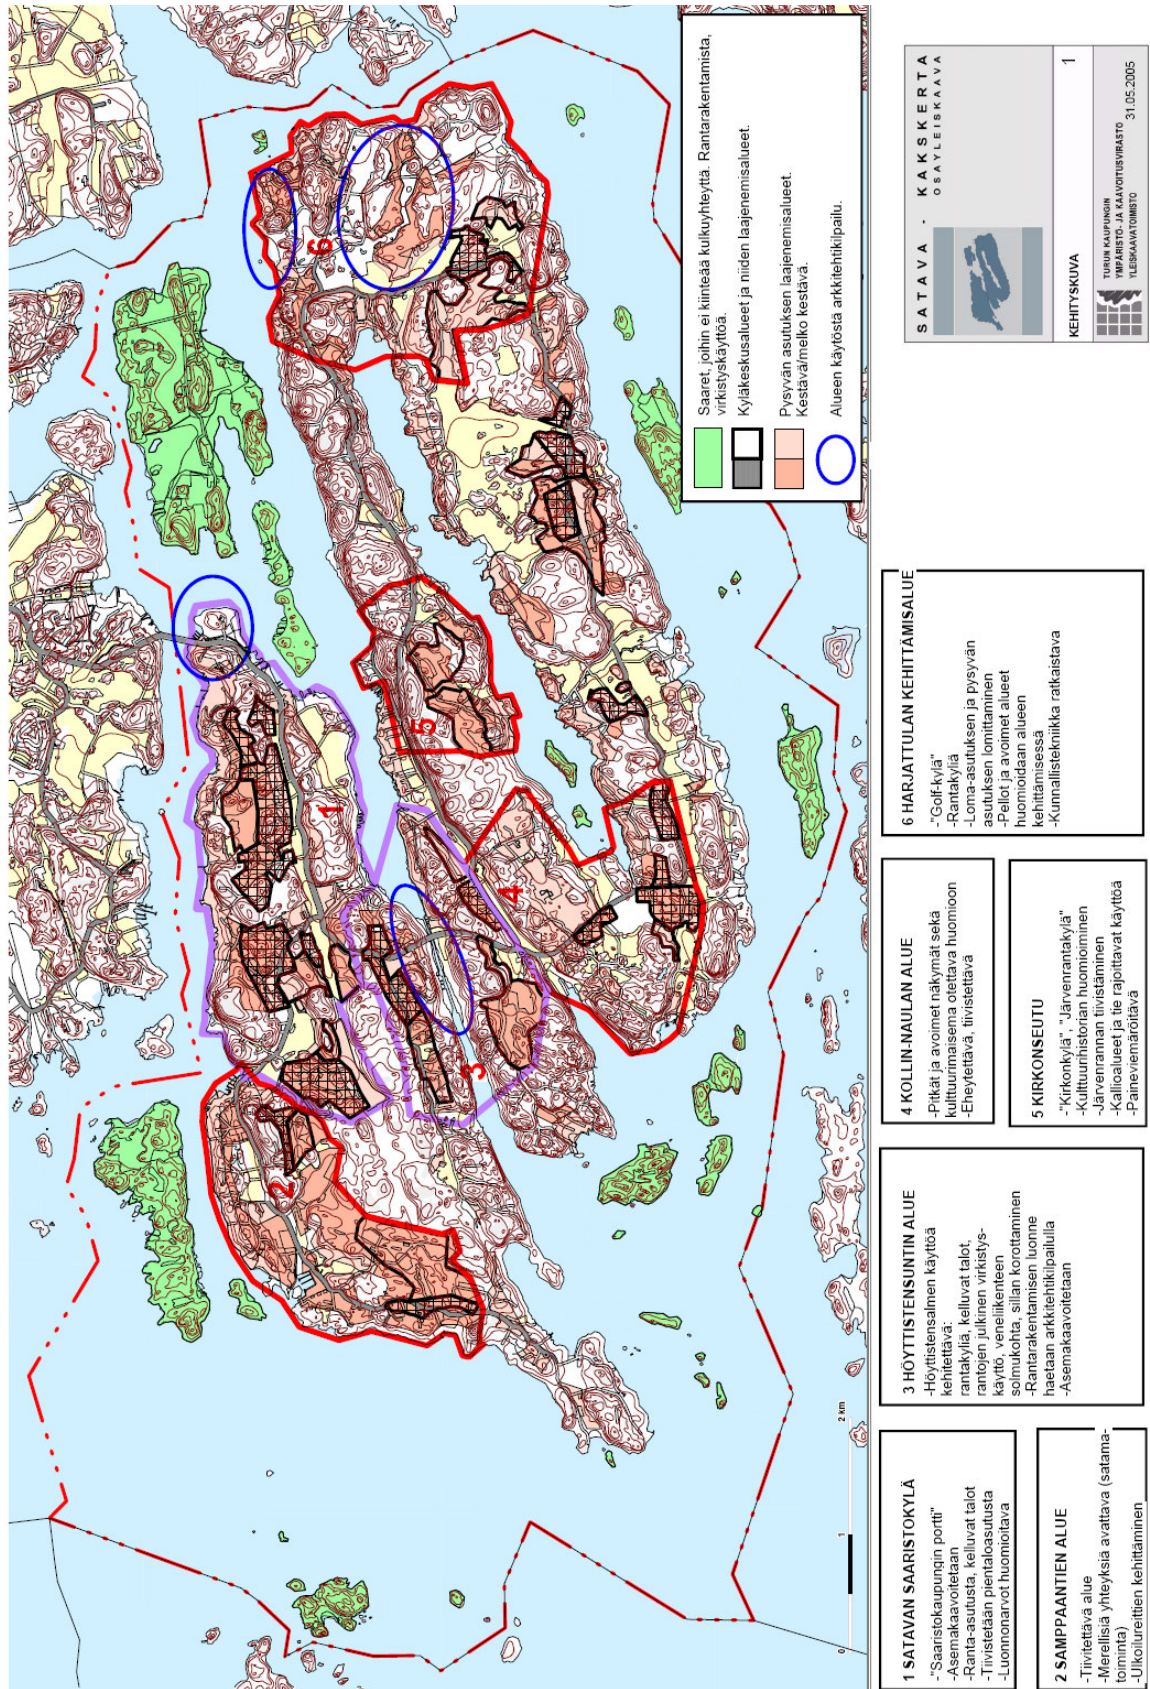 Saaret, joihin ei kiinteää kulkuyhteyttä. Rantarakentamista,
virkistyskäyttöä.
Kyläkeskusalueet ja niiden laajenemisalueet.
Pysyvän asutuksen laajenemisalueet.
Kestävä/melko kestävä.
Alueen käytöstä arkkitehtikilpailu.
SATAVA - KAKSKERTA
OSAYLEISKAAVA
KEHITYSKUVA 1
TURUN KAUPUNGIN
YMPÄRISTÖ- JA KAAVOITUSVIRASTO
YLEISKAAVATOIMISTO 31.05.2005
1
2
3
4
5
6
0 1 2 km
1 SATAVAN SAARISTOKYLÄ
-"Saaristokaupungin portti"
-Asemakaavoitetaan
-Ranta-asutusta, kelluvat talot
-Tiivistetään pientaloasutusta
-Luonnonarvot huomioitava
2 SAMPPAANTIEN ALUE
-Tiivitettävä alue
-Merellisiä yhteyksiä avattava (satama-
toiminta)
-Ulkoilureittien kehittäminen
3 HÖYTTISTENSUNTIN ALUE
-Höyttistensalmen käyttöä
kehitettävä:
rantakyliä, kelluvat talot,
rantojen julkinen virkistys-
käyttö, veneliikenteen
solmukohta, sillan korottaminen
-Rantarakentamisen luonne
haetaan arkkitehtikilpailulla
-Asemakaavoitetaan
4 KOLLIN-NAULAN ALUE
-Pitkät ja avoimet näkymät sekä
kulttuurimaisema otettava huomioon
-Eheytettävä, tiivistettävä
5 KIRKONSEUTU
-"Kirkonkylä", "Järvenrantakylä"
-Kulttuurihistorian huomioiminen
-Järvenrannan tiivistäminen
-Kallioalueet ja tie rajoittavat käyttöä
-Paineviemäröitävä
6 HARJATTULAN KEHITTÄMISALUE
-"Golf-kylä"
-Rantakyliä
-Loma-asutuksen ja pysyvän
asutuksen lomittaminen
-Pellot ja avoimet alueet
huomioidaan alueen
kehittämisessä
-Kunnallistekniikka ratkaistava